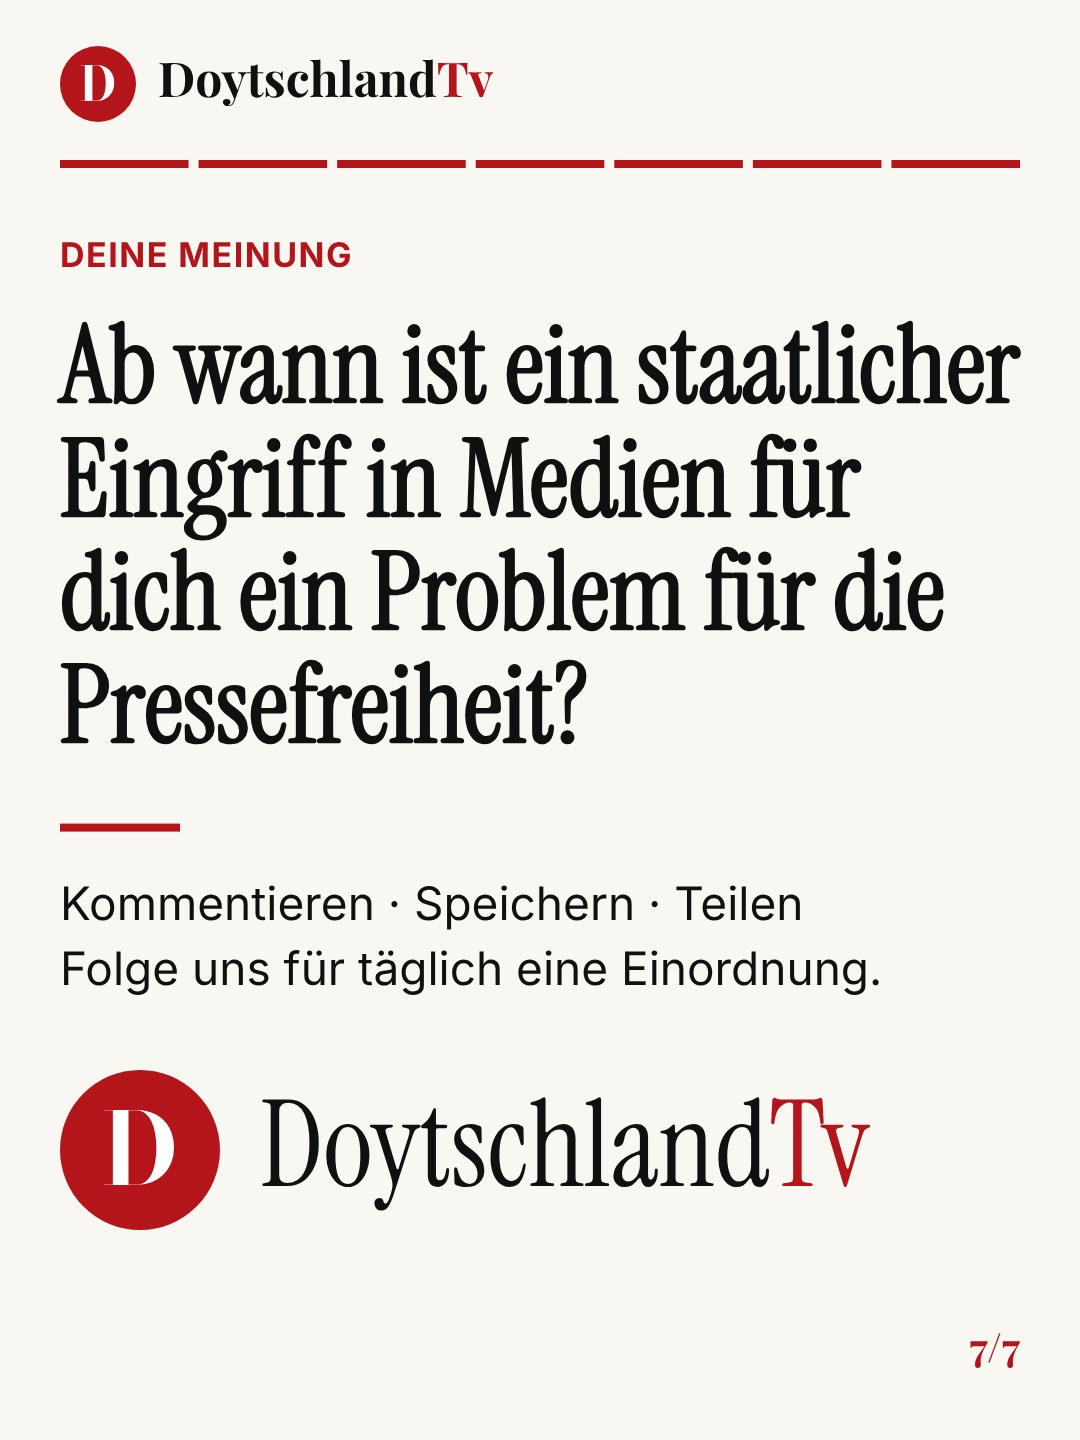 D DoytschlandTv
DEINE MEINUNG
Ab wann ist ein staatlicher
Eingriff in Medien für
dich ein Problem für die
Pressefreiheit?
Kommentieren · Speichern · Teilen
Folge uns für täglich eine Einordnung.
D DoytschlandTv
7/7